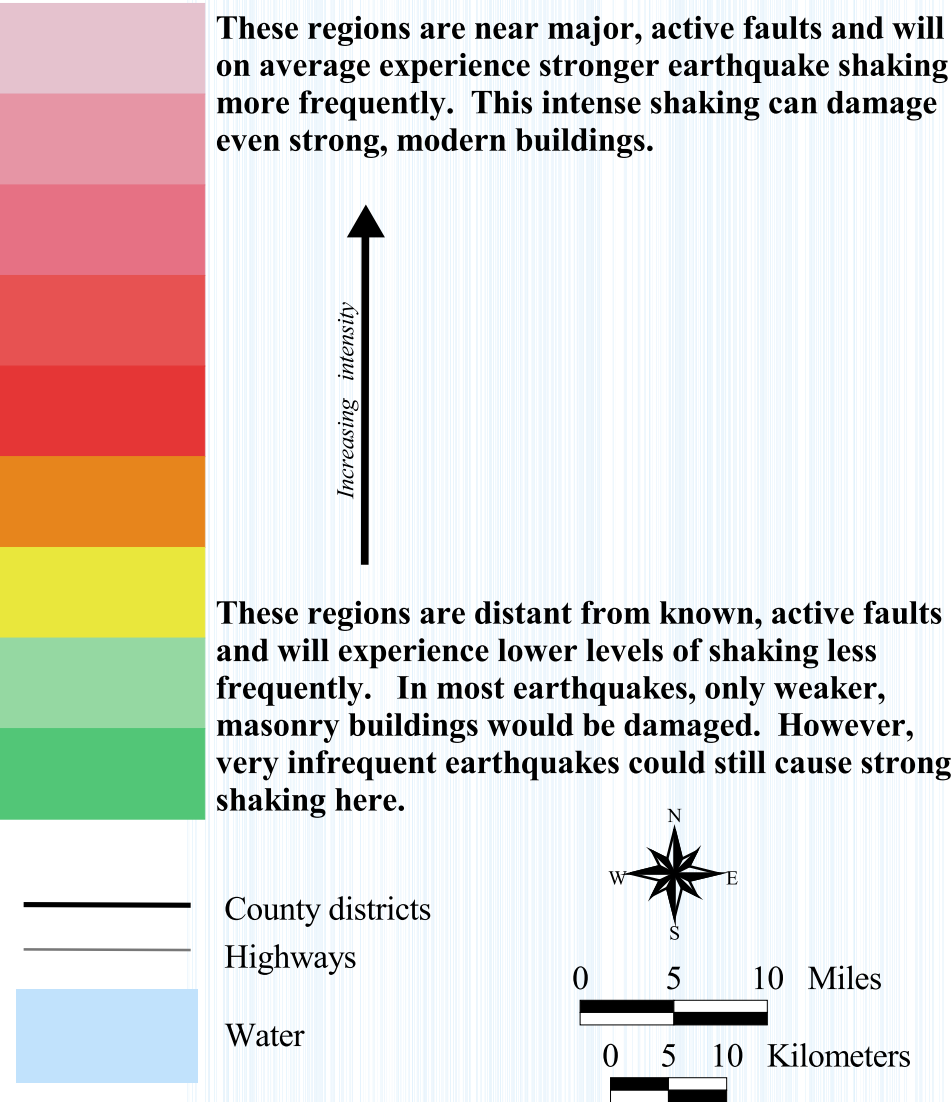 These regions are near major, active faults and will
on average experience stronger earthquake shaking
more frequently.  This intense shaking can damage
even strong, modern buildings.
Increasing intensity
These regions are distant from known, active faults
and will experience lower levels of shaking less
frequently.   In most earthquakes, only weaker,
masonry buildings would be damaged.  However,
very infrequent earthquakes could still cause strong
shaking here.
N
W E
S
County districts
Highways
Water
0 5 10 Miles
0 5 10 Kilometers